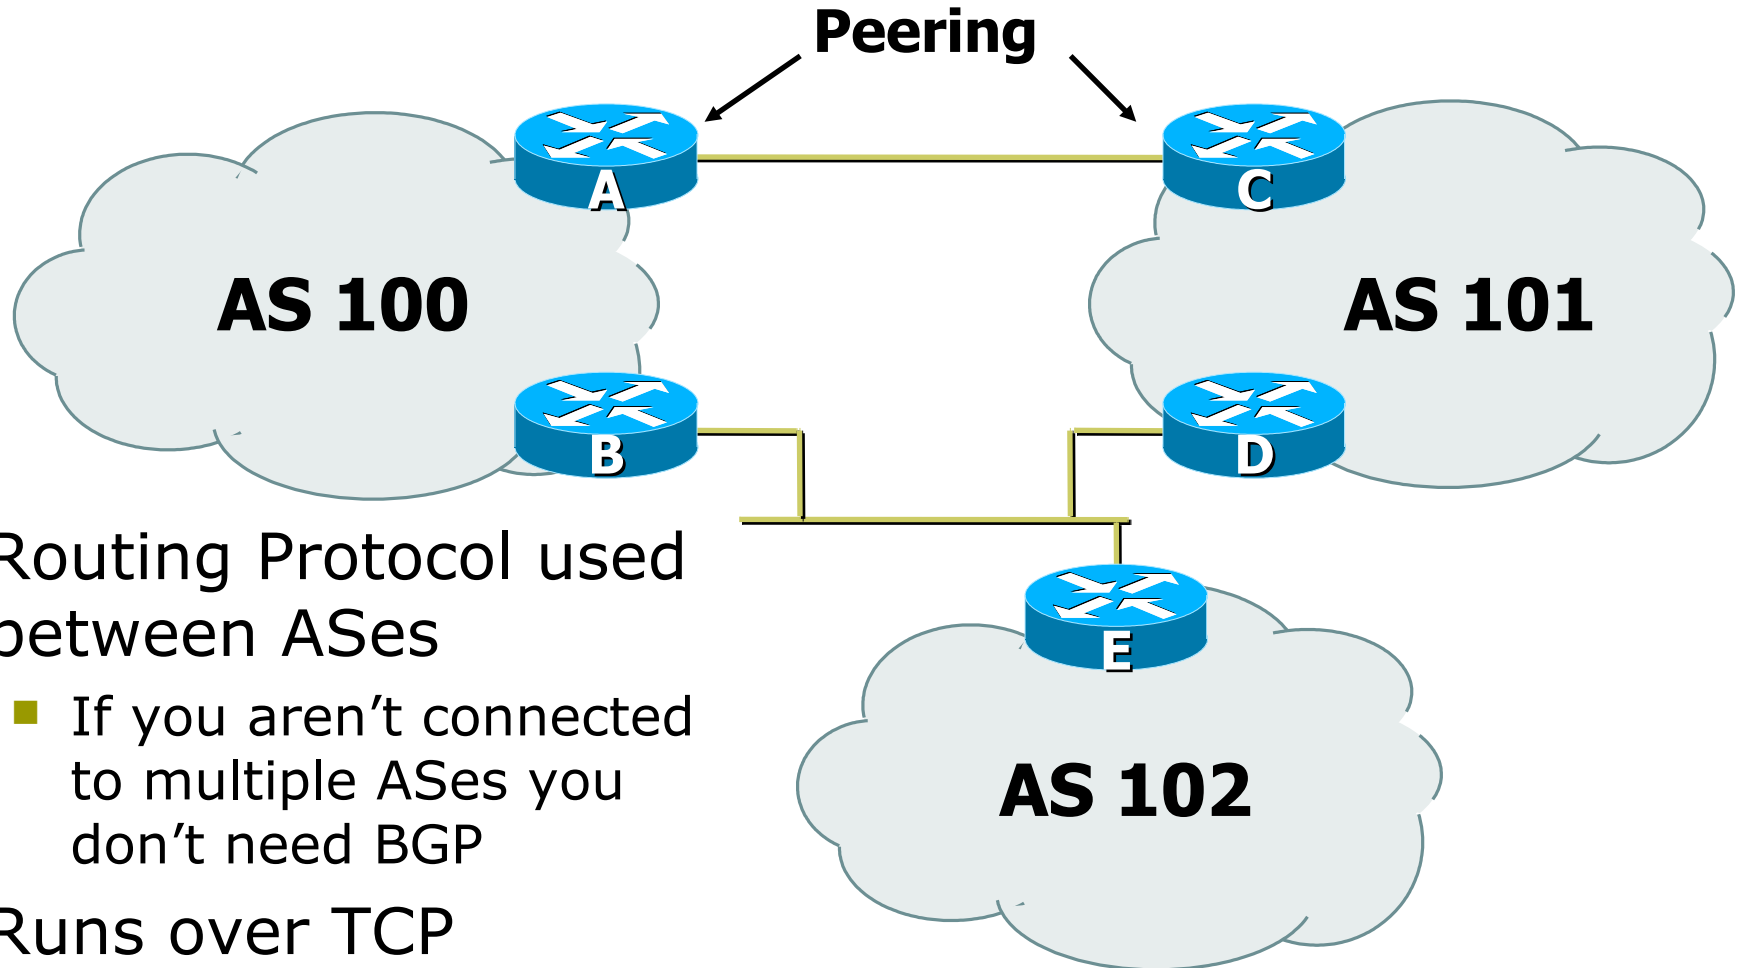 Peering
A
C
AS 100
AS 101
B
D
Routing Protocol used
between ASes
E
If you aren’t connected
to multiple ASes you
don’t need BGP
AS 102
Runs over TCP